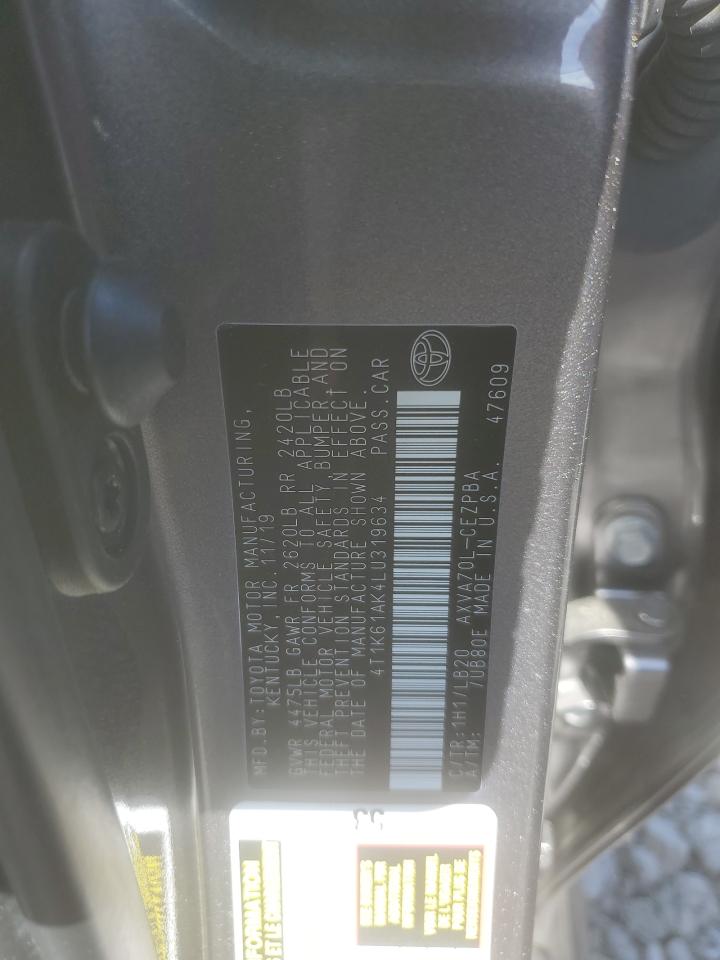 MFD.BY:TOYOTA MOTOR MANUFACTURING,
KENTUCKY, INC. 11/19
GVWR 4475LB GAWR FR 2620LB RR 2420LB
THIS VEHICLE CONFORMS TO ALL APPLICABLE
FEDERAL MOTOR VEHICLE SAFETY, BUMPER, AND
THEFT PREVENTION STANDARDS IN EFFECT ON
THE DATE OF MANUFACTURE SHOWN ABOVE.
4T1K61AK4LU319634 PASS.CAR
C/TR:1H1/LB20 AXVA70L-CEZPBA
A/TM: 7UB80E MADE IN U.S.A. 47609